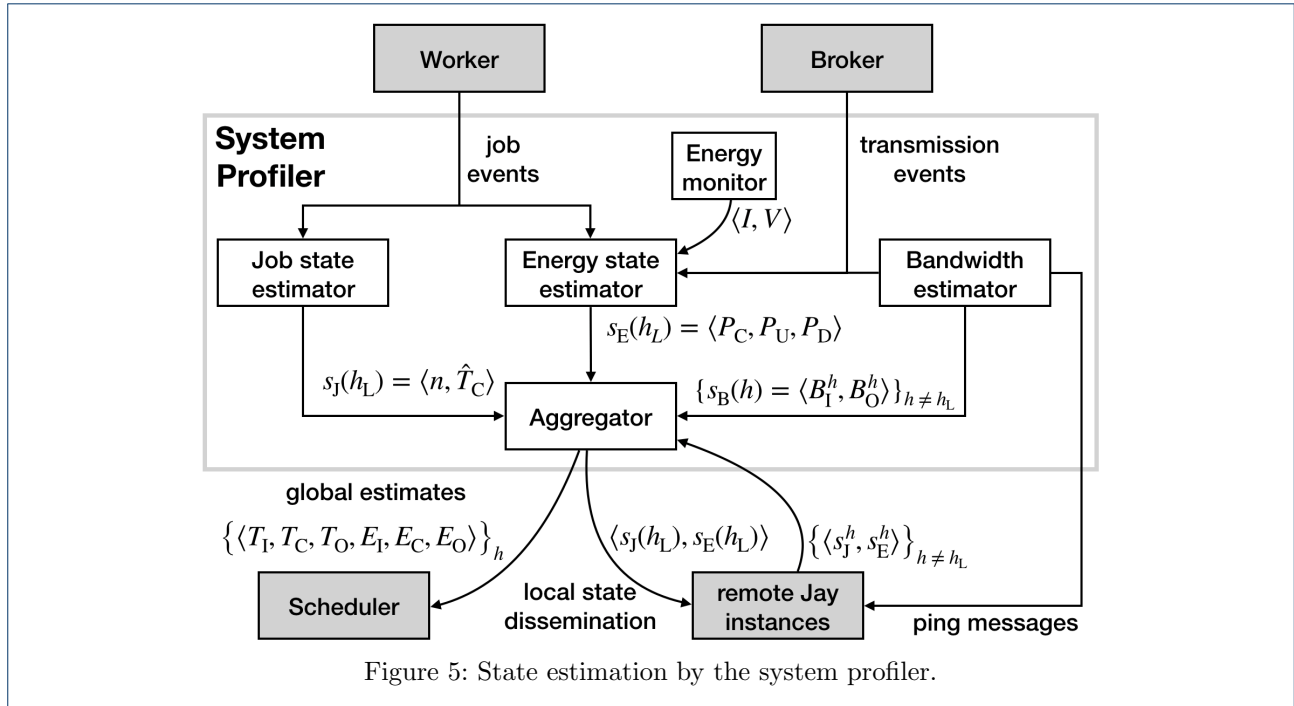 Worker
Broker
System
Profiler
job
events
Energy
monitor
transmission
events
⟨I, V⟩
Job state
estimator
Energy state
estimator
Bandwidth
estimator
s_E(h_L) = ⟨P_C, P_U, P_D⟩
s_J(h_L) = ⟨n, T̂_C⟩
{s_B(h) = ⟨B_I^h, B_O^h⟩}_{h ≠ h_L}
Aggregator
global estimates
{⟨T_I, T_C, T_O, E_I, E_C, E_O⟩}_h
⟨s_J(h_L), s_E(h_L)⟩
{⟨s_J^h, s_E^h⟩}_{h ≠ h_L}
Scheduler
local state
dissemination
remote Jay
instances
ping messages
Figure 5: State estimation by the system profiler.